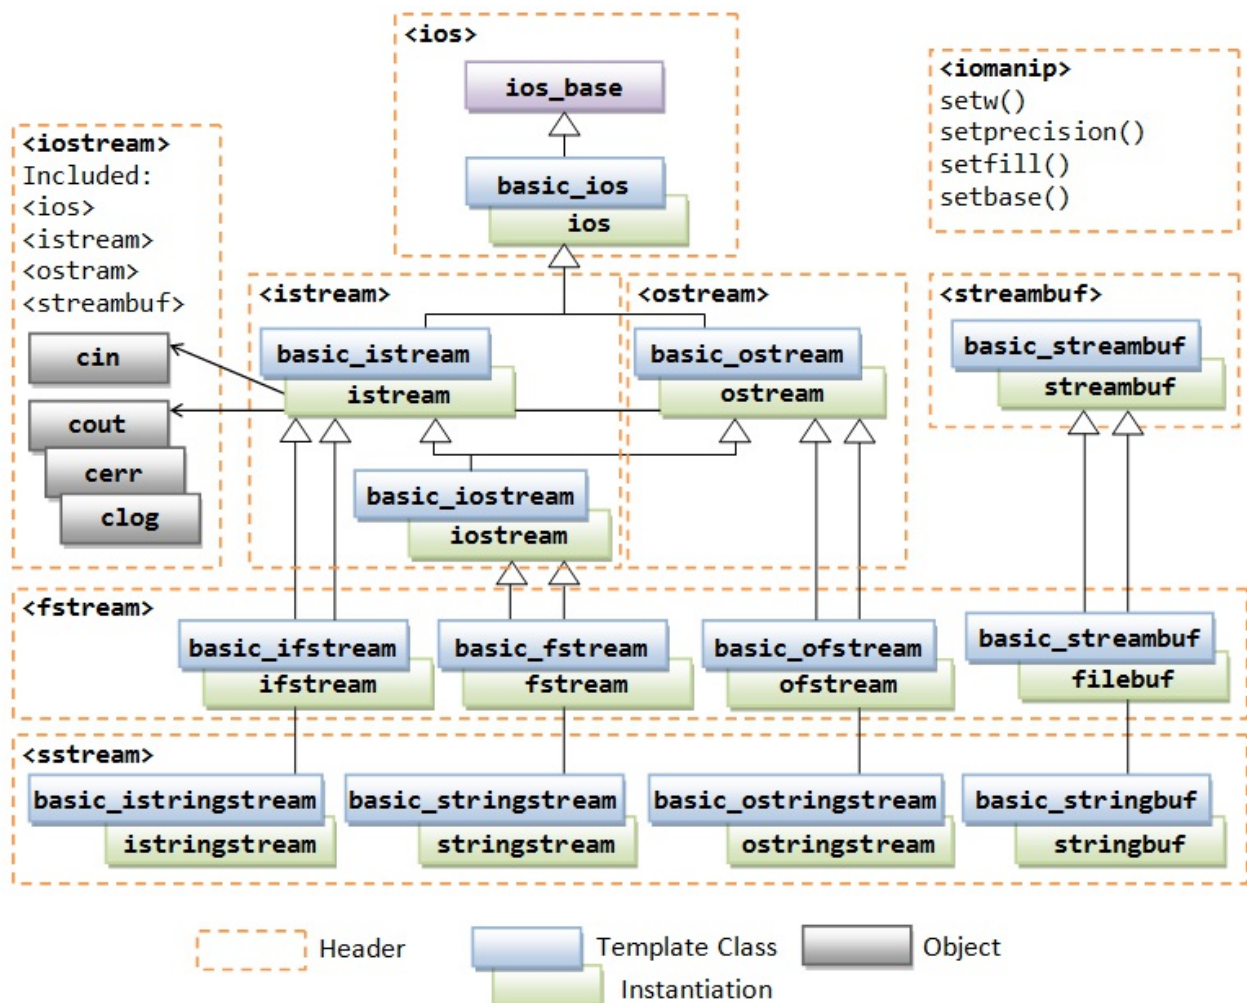 <ios>
ios_base
basic_ios
ios
<iomanip>
setw()
setprecision()
setfill()
setbase()
<iostream>
Included:
<ios>
<istream>
<ostram>
<streambuf>
cin
cout
cerr
clog
<istream>
basic_istream
istream
basic_iostream
iostream
<ostream>
basic_ostream
ostream
<streambuf>
basic_streambuf
streambuf
<fstream>
basic_ifstream
ifstream
basic_fstream
fstream
basic_ofstream
ofstream
basic_streambuf
filebuf
<sstream>
basic_istringstream
istringstream
basic_stringstream
stringstream
basic_ostringstream
ostringstream
basic_stringbuf
stringbuf
Header
Template Class
Instantiation
Object